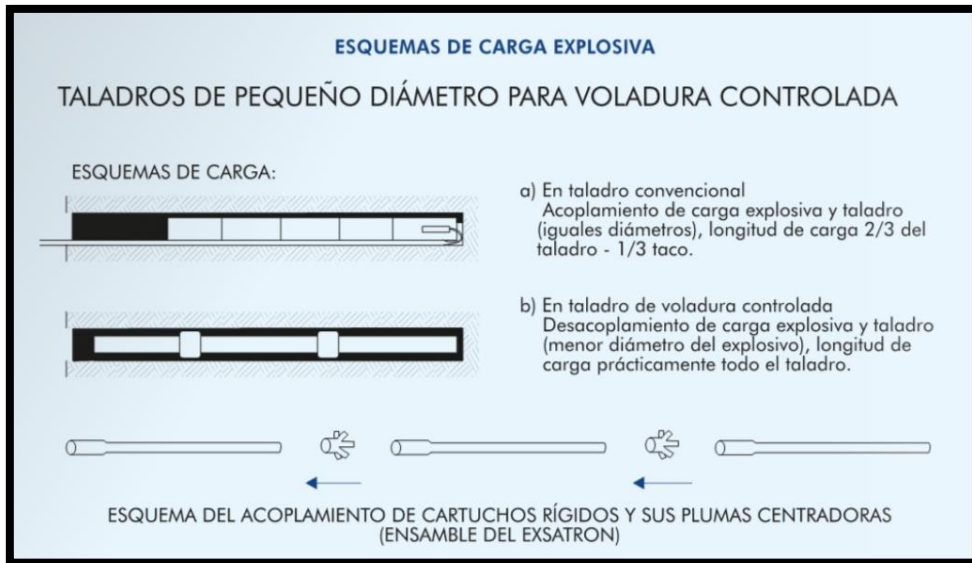 ESQUEMAS DE CARGA EXPLOSIVA
TALADROS DE PEQUEÑO DIÁMETRO PARA VOLADURA CONTROLADA
ESQUEMAS DE CARGA:
a) En taladro convencional
Acoplamiento de carga explosiva y taladro
(iguales diámetros), longitud de carga 2/3 del
taladro - 1/3 taco.
b) En taladro de voladura controlada
Desacoplamiento de carga explosiva y taladro
(menor diámetro del explosivo), longitud de
carga prácticamente todo el taladro.
ESQUEMA DEL ACOPLAMIENTO DE CARTUCHOS RÍGIDOS Y SUS PLUMAS CENTRADORAS
(ENSAMBLE DEL EXSATRON)